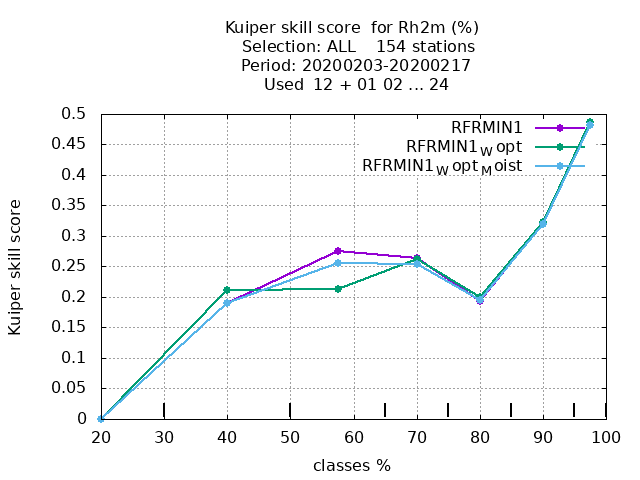 Kuiper skill score  for Rh2m (%)
Selection: ALL    154 stations
Period: 20200203-20200217
Used  12 + 01 02 ... 24
0.5
0.45
0.4
0.35
0.3
0.25
0.2
0.15
0.1
0.05
0
Kuiper skill score
RFRMIN1
RFRMIN1Wopt
RFRMIN1WoptMoist
20 30 40 50 60 70 80 90 100
classes %